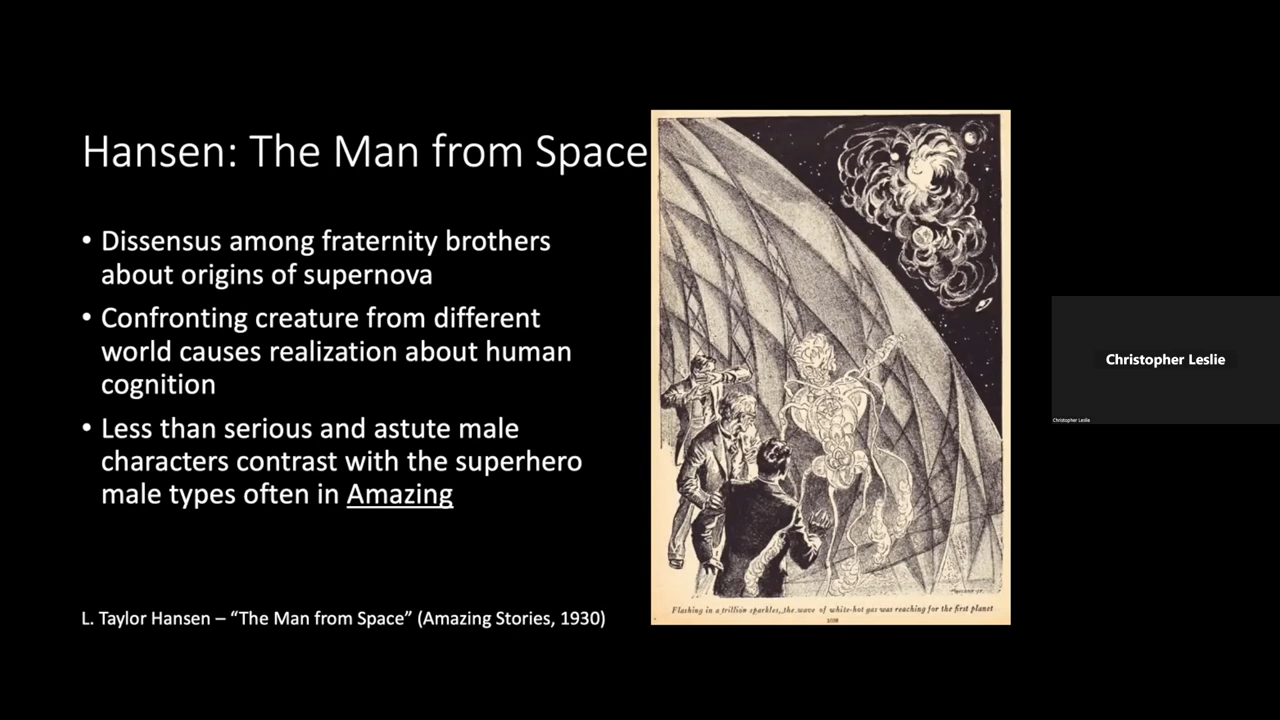 Hansen: The Man from Space
• Dissensus among fraternity brothers
about origins of supernova
• Confronting creature from different
world causes realization about human
cognition
• Less than serious and astute male
characters contrast with the superhero
male types often in Amazing
L. Taylor Hansen – “The Man from Space” (Amazing Stories, 1930)
Flashing in a trillion sparkles, the wave of white-hot gas was reaching for the first planet
Christopher Leslie
Christopher Leslie